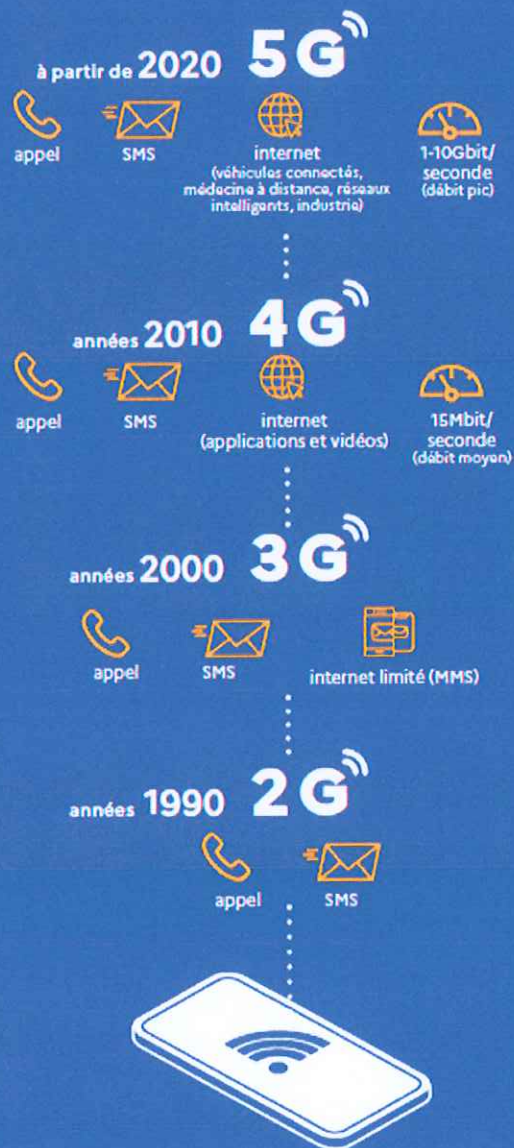 à partir de 2020 5G
appel
SMS
internet
(véhicules connectés,
médecine à distance, réseaux
intelligents, industrie)
1-10Gbit/
seconde
(débit pic)
années 2010 4G
appel
SMS
internet
(applications et vidéos)
15Mbit/
seconde
(débit moyen)
années 2000 3G
appel
SMS
internet limité (MMS)
années 1990 2G
appel
SMS